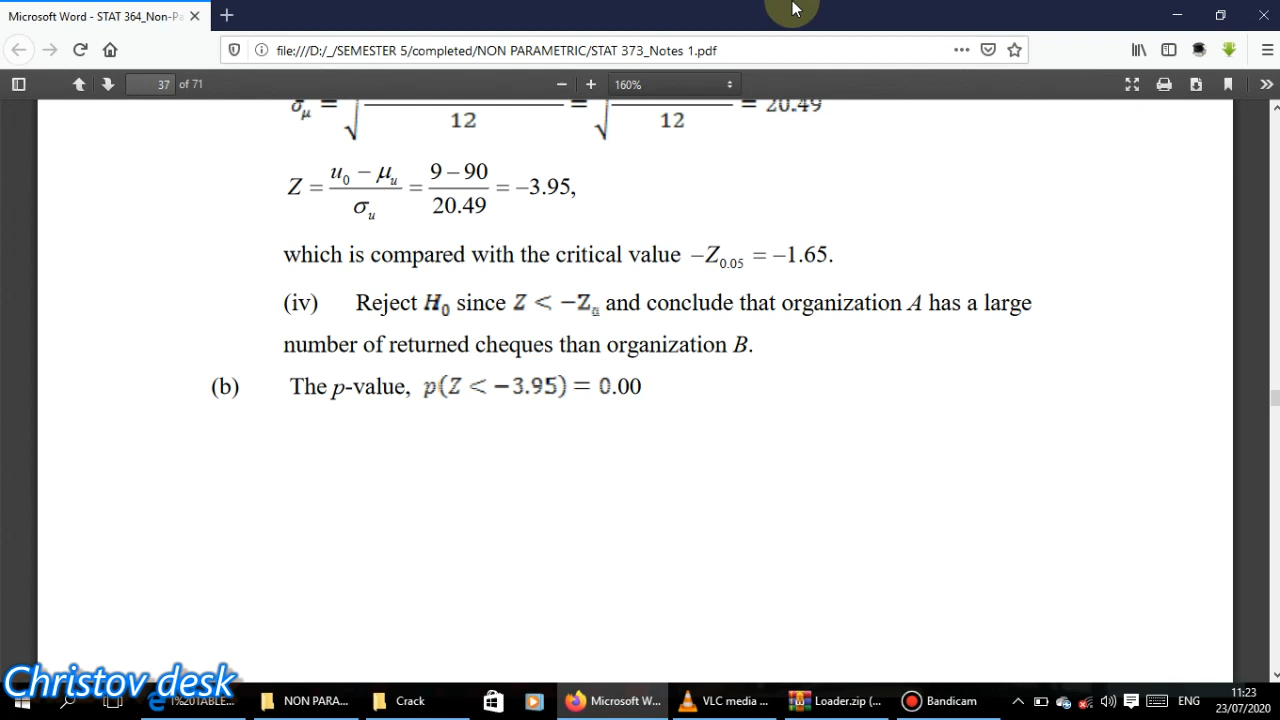 Microsoft Word - STAT 364_Non-Pa
file:///D:/_/SEMESTER 5/completed/NON PARAMETRIC/STAT 373_Notes 1.pdf
37 of 71
160%
σμ = √ 12 = √ 12 = 20.49
Z = u0 − μu / σu = 9 − 90 / 20.49 = −3.95,
which is compared with the critical value −Z0.05 = −1.65.
(iv) Reject H0 since Z < −Zα and conclude that organization A has a large
number of returned cheques than organization B.
(b) The p-value, p(Z < −3.95) = 0.00
Christov desk
1%20TABLE...
NON PARA...
Crack
Microsoft W...
VLC media ...
Loader.zip (...
Bandicam
ENG
11:23
23/07/2020